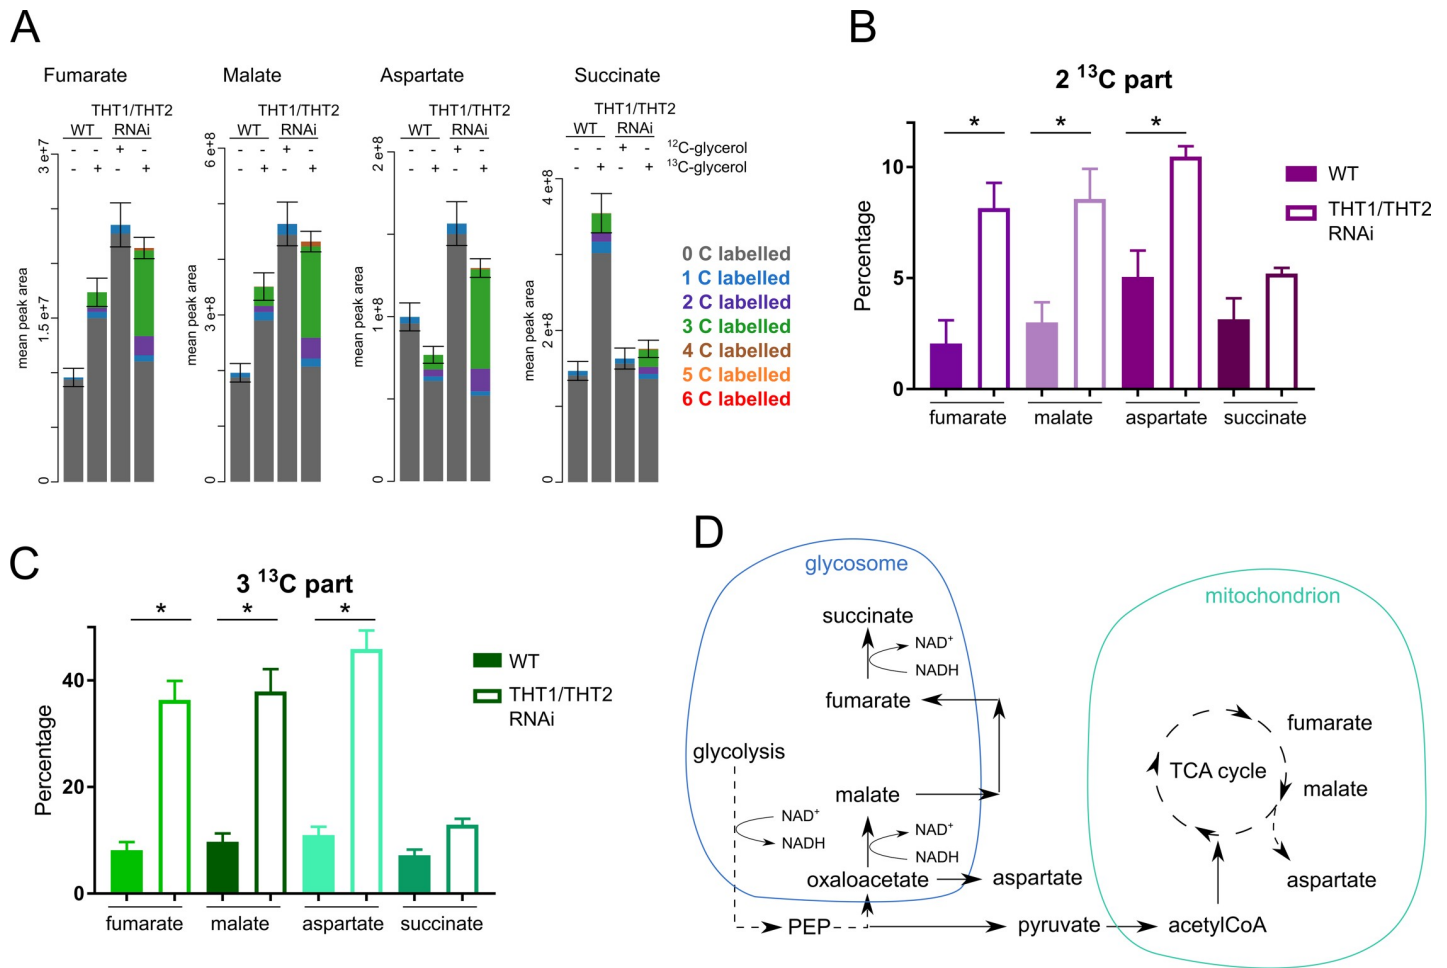 A
Fumarate
Malate
Aspartate
Succinate
THT1/THT2
WT RNAi
THT1/THT2
WT RNAi
THT1/THT2
WT RNAi
THT1/THT2
WT RNAi
- - + -
- + - +
- - + -
- + - +
- - + -
- + - +
- - + - ¹²C-glycerol
- + - + ¹³C-glycerol
mean peak area
0
1.5e+7
3 e+7
mean peak area
0
3 e+8
6 e+8
mean peak area
0
1 e+8
2 e+8
mean peak area
0
2 e+8
4 e+8
0 C labelled
1 C labelled
2 C labelled
3 C labelled
4 C labelled
5 C labelled
6 C labelled
B
2 ¹³C part
* * *
Percentage
10
5
0
fumarate malate aspartate succinate
WT
THT1/THT2
RNAi
C
3 ¹³C part
* * *
Percentage
40
20
0
fumarate malate aspartate succinate
WT
THT1/THT2
RNAi
D
glycosome
succinate
NAD⁺
NADH
fumarate
glycolysis
malate
NAD⁺
NADH
NAD⁺
NADH
oxaloacetate
aspartate
PEP
pyruvate
mitochondrion
fumarate
TCA cycle
malate
aspartate
acetylCoA